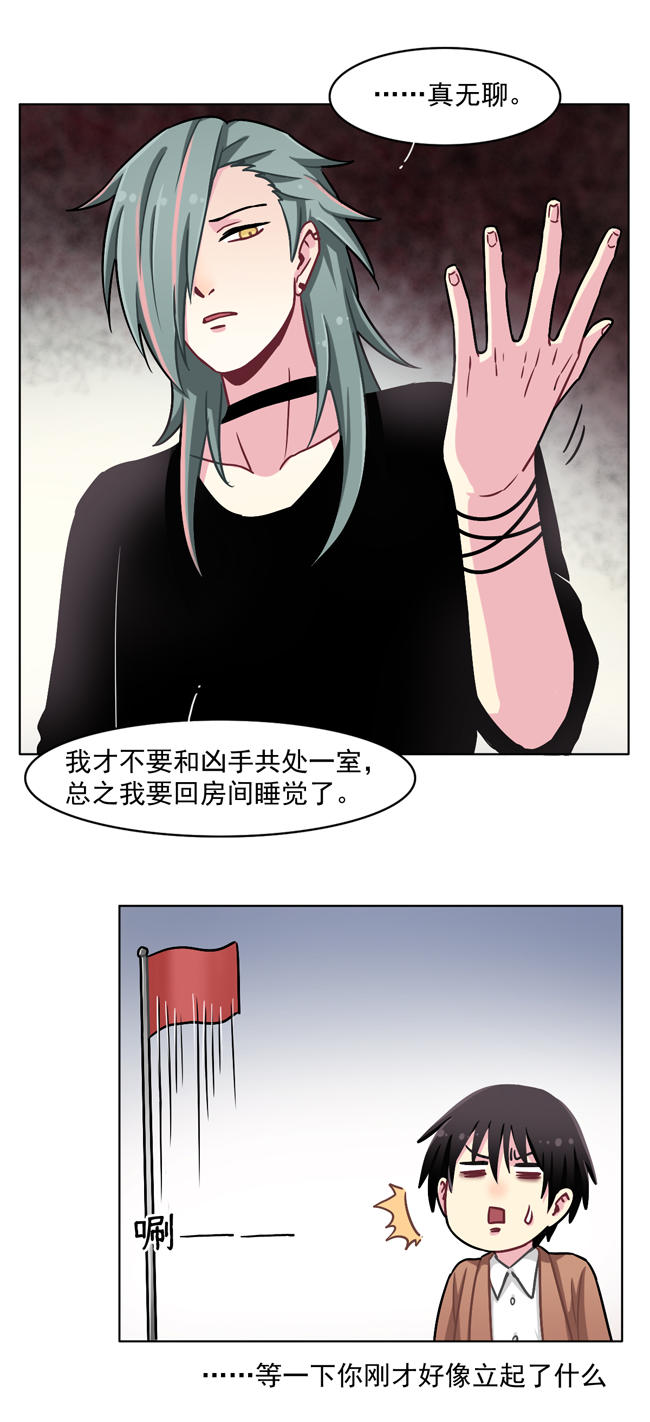 ……真无聊。
我才不要和凶手共处一室，
总之我要回房间睡觉了。
唰——
……等一下你刚才好像立起了什么